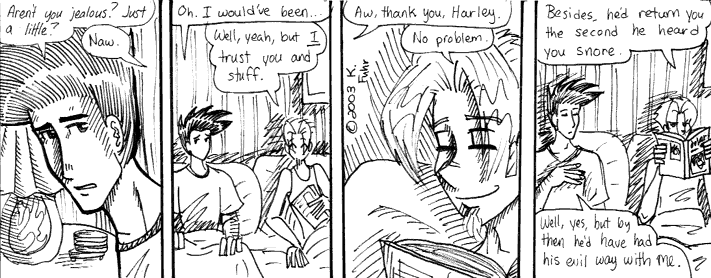 Aren't you jealous? Just
a little?
Naw.
Oh. I would've been...
Well, yeah, but I
trust you and
stuff.
Aw, thank you, Harley.
No problem.
©2003 K.
Fuhr
Besides, he'd return you
the second he heard
you snore.
Well, yes, but by
then he'd have had
his evil way with me.